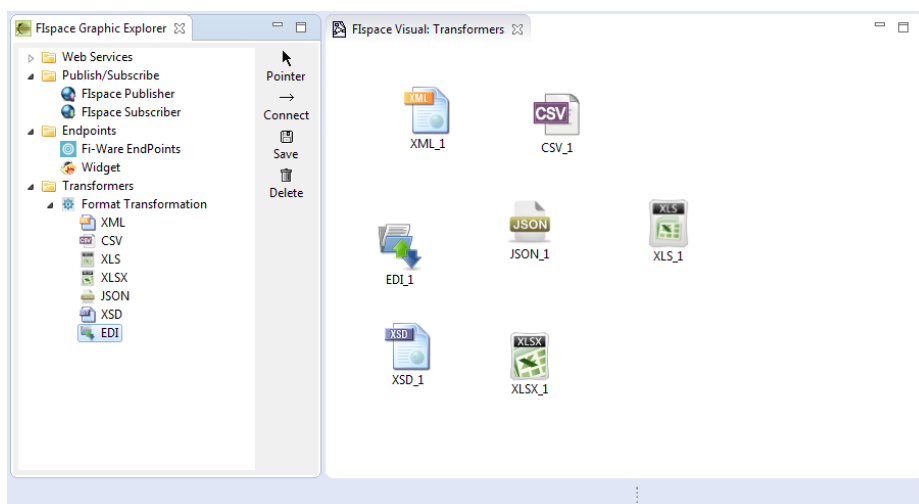 FIspace Graphic Explorer
Web Services
Publish/Subscribe
FIspace Publisher
FIspace Subscriber
Endpoints
Fi-Ware EndPoints
Widget
Transformers
Format Transformation
XML
CSV
XLS
XLSX
JSON
XSD
EDI
Pointer
Connect
Save
Delete
FIspace Visual: Transformers
XML
XML_1
CSV
CSV_1
EDI_1
JSON
JSON_1
XLS
XLS_1
XSD
XSD_1
XLSX
XLSX_1